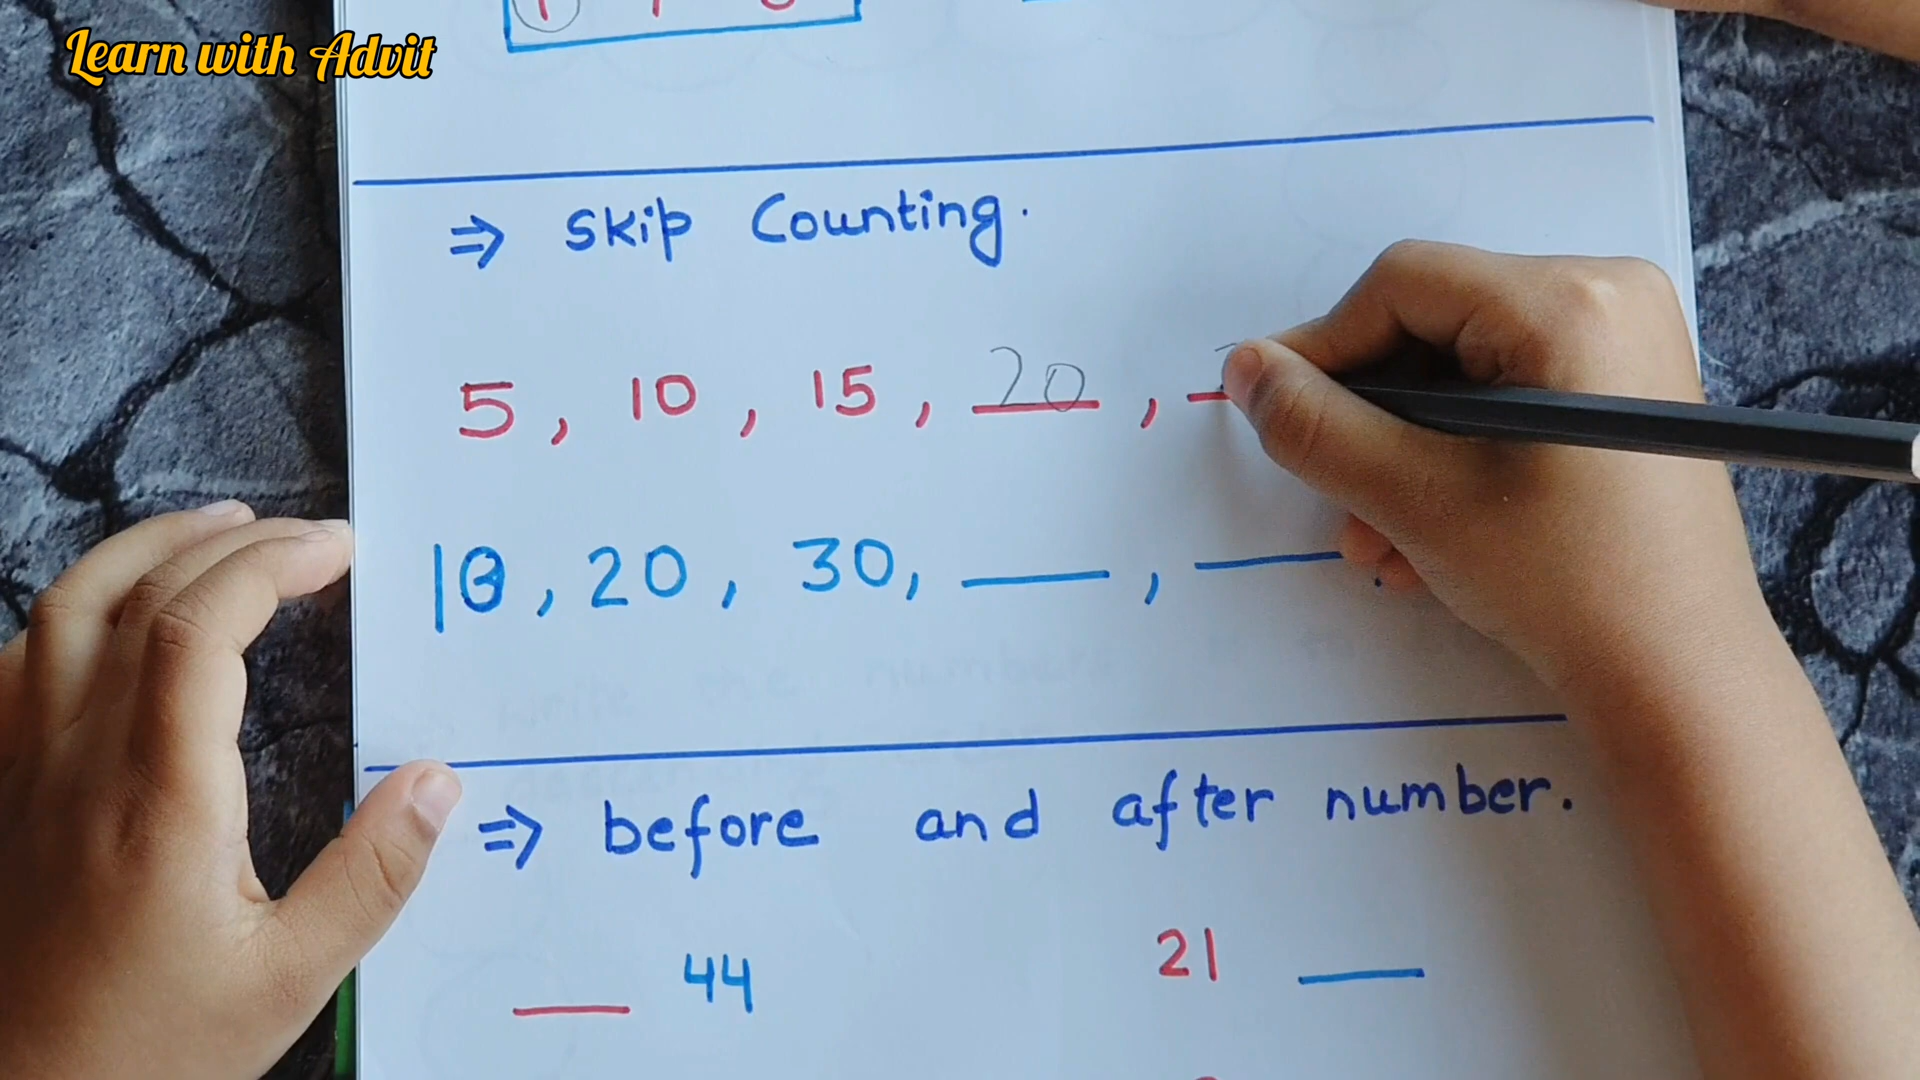 Learn with Advit
⇒ Skip Counting.
5, 10, 15, 20,
10, 20, 30, ___, ___
⇒ before and after number.
___ 44 21 ___